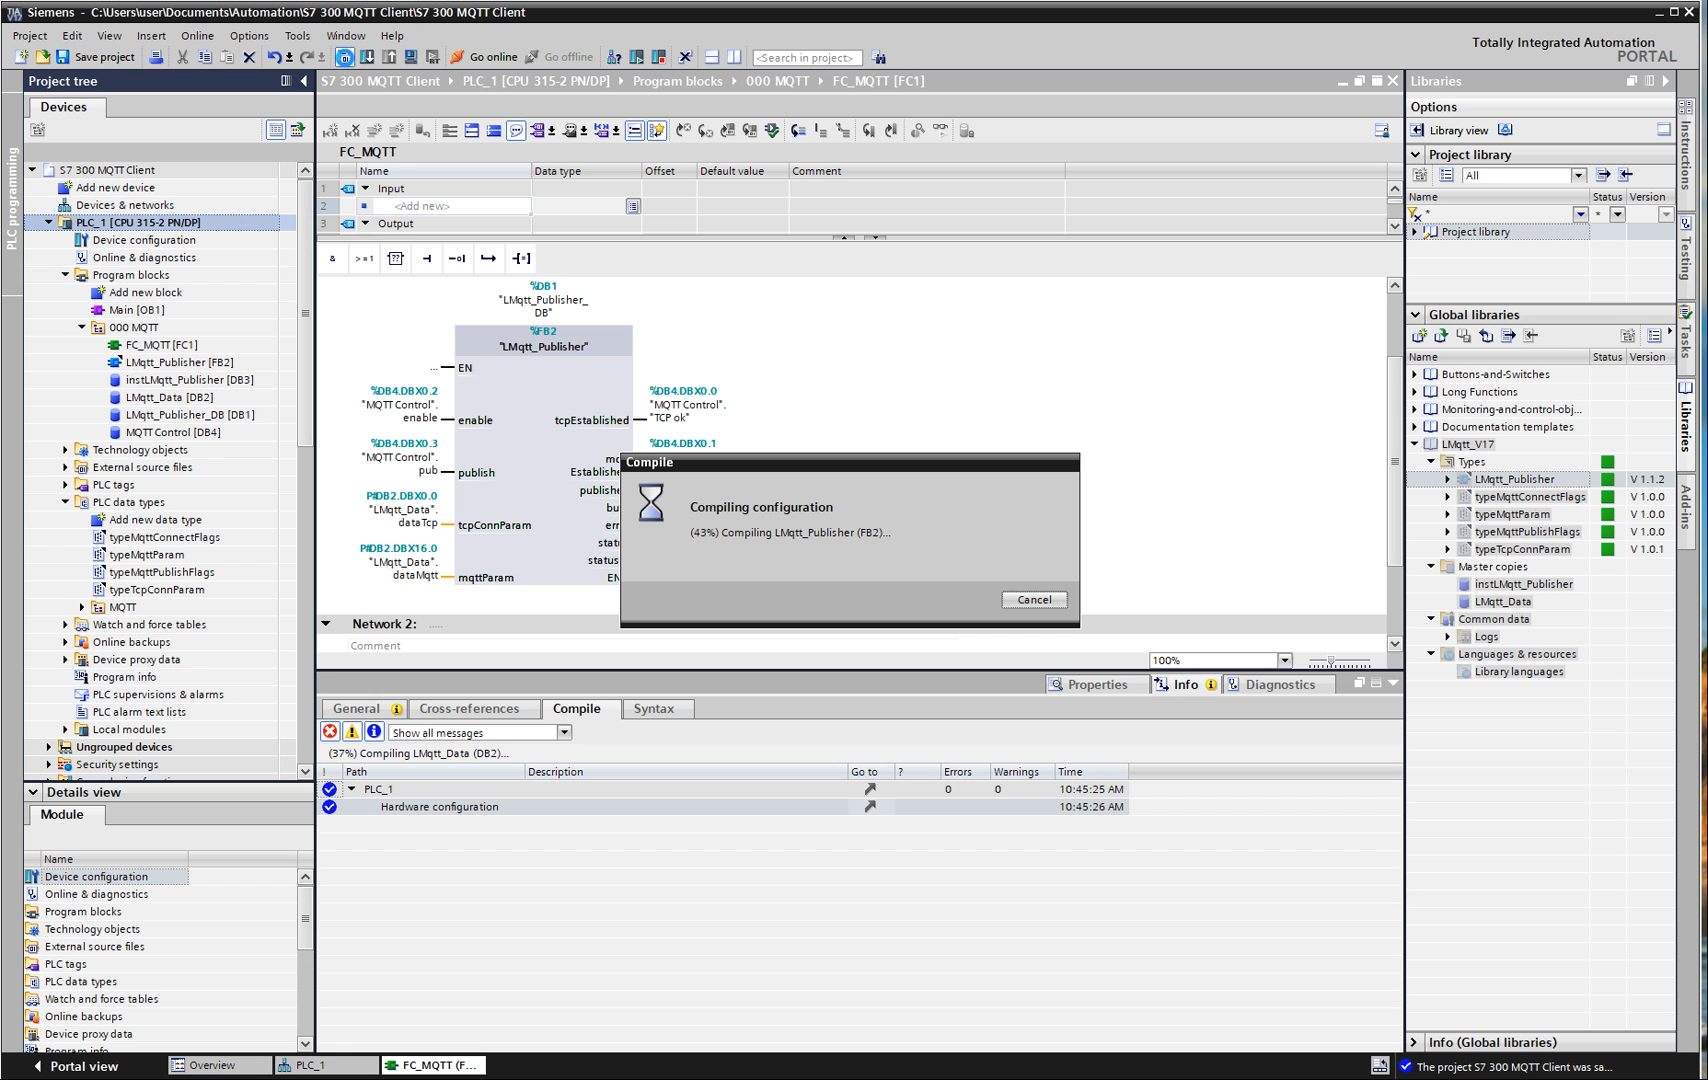 Siemens - C:\Users\user\Documents\Automation\S7 300 MQTT Client\S7 300 MQTT Client
Project Edit View Insert Online Options Tools Window Help
Save project
Go online
Go offline
<Search in project>
Totally Integrated Automation
PORTAL
Project tree
Devices
PLC programming
S7 300 MQTT Client
Add new device
Devices & networks
PLC_1 [CPU 315-2 PN/DP]
Device configuration
Online & diagnostics
Program blocks
Add new block
Main [OB1]
000 MQTT
FC_MQTT [FC1]
LMqtt_Publisher [FB2]
instLMqtt_Publisher [DB3]
LMqtt_Data [DB2]
LMqtt_Publisher_DB [DB1]
MQTT Control [DB4]
Technology objects
External source files
PLC tags
PLC data types
Add new data type
typeMqttConnectFlags
typeMqttParam
typeMqttPublishFlags
typeTcpConnParam
MQTT
Watch and force tables
Online backups
Device proxy data
Program info
PLC supervisions & alarms
PLC alarm text lists
Local modules
Ungrouped devices
Security settings
Details view
Module
Name
Device configuration
Online & diagnostics
Program blocks
Technology objects
External source files
PLC tags
PLC data types
Watch and force tables
Online backups
Device proxy data
Program info
S7 300 MQTT Client PLC_1 [CPU 315-2 PN/DP] Program blocks 000 MQTT FC_MQTT [FC1]
FC_MQTT
Name Data type Offset Default value Comment
1 Input
2 <Add new>
3 Output
& >=1 ??
%DB1
"LMqtt_Publisher_
DB"
%FB2
"LMqtt_Publisher"
... EN
%DB4.DBX0.2
"MQTT Control".
enable enable
tcpEstablished
%DB4.DBX0.0
"MQTT Control".
"TCP ok"
%DB4.DBX0.3
"MQTT Control".
pub publish
%DB4.DBX0.1
P#DB2.DBX0.0
"LMqtt_Data".
dataTcp tcpConnParam
P#DB2.DBX16.0
"LMqtt_Data".
dataMqtt mqttParam
Compile
Compiling configuration
(43%) Compiling LMqtt_Publisher (FB2)...
Cancel
Network 2: .....
Comment
100%
Properties Info Diagnostics
General Cross-references Compile Syntax
Show all messages
(37%) Compiling LMqtt_Data (DB2)...
! Path Description Go to ? Errors Warnings Time
PLC_1 0 0 10:45:25 AM
Hardware configuration 10:45:26 AM
Libraries
Options
Library view
Project library
All
Name Status Version
Project library
Global libraries
Name Status Version
Buttons-and-Switches
Long Functions
Monitoring-and-control-obj...
Documentation templates
LMqtt_V17
Types
LMqtt_Publisher V 1.1.2
typeMqttConnectFlags V 1.0.0
typeMqttParam V 1.0.0
typeMqttPublishFlags V 1.0.0
typeTcpConnParam V 1.0.1
Master copies
instLMqtt_Publisher
LMqtt_Data
Common data
Logs
Languages & resources
Library languages
Info (Global libraries)
Instructions
Testing
Tasks
Libraries
Add-ins
Portal view
Overview
PLC_1
FC_MQTT (F...
The project S7 300 MQTT Client was sa...